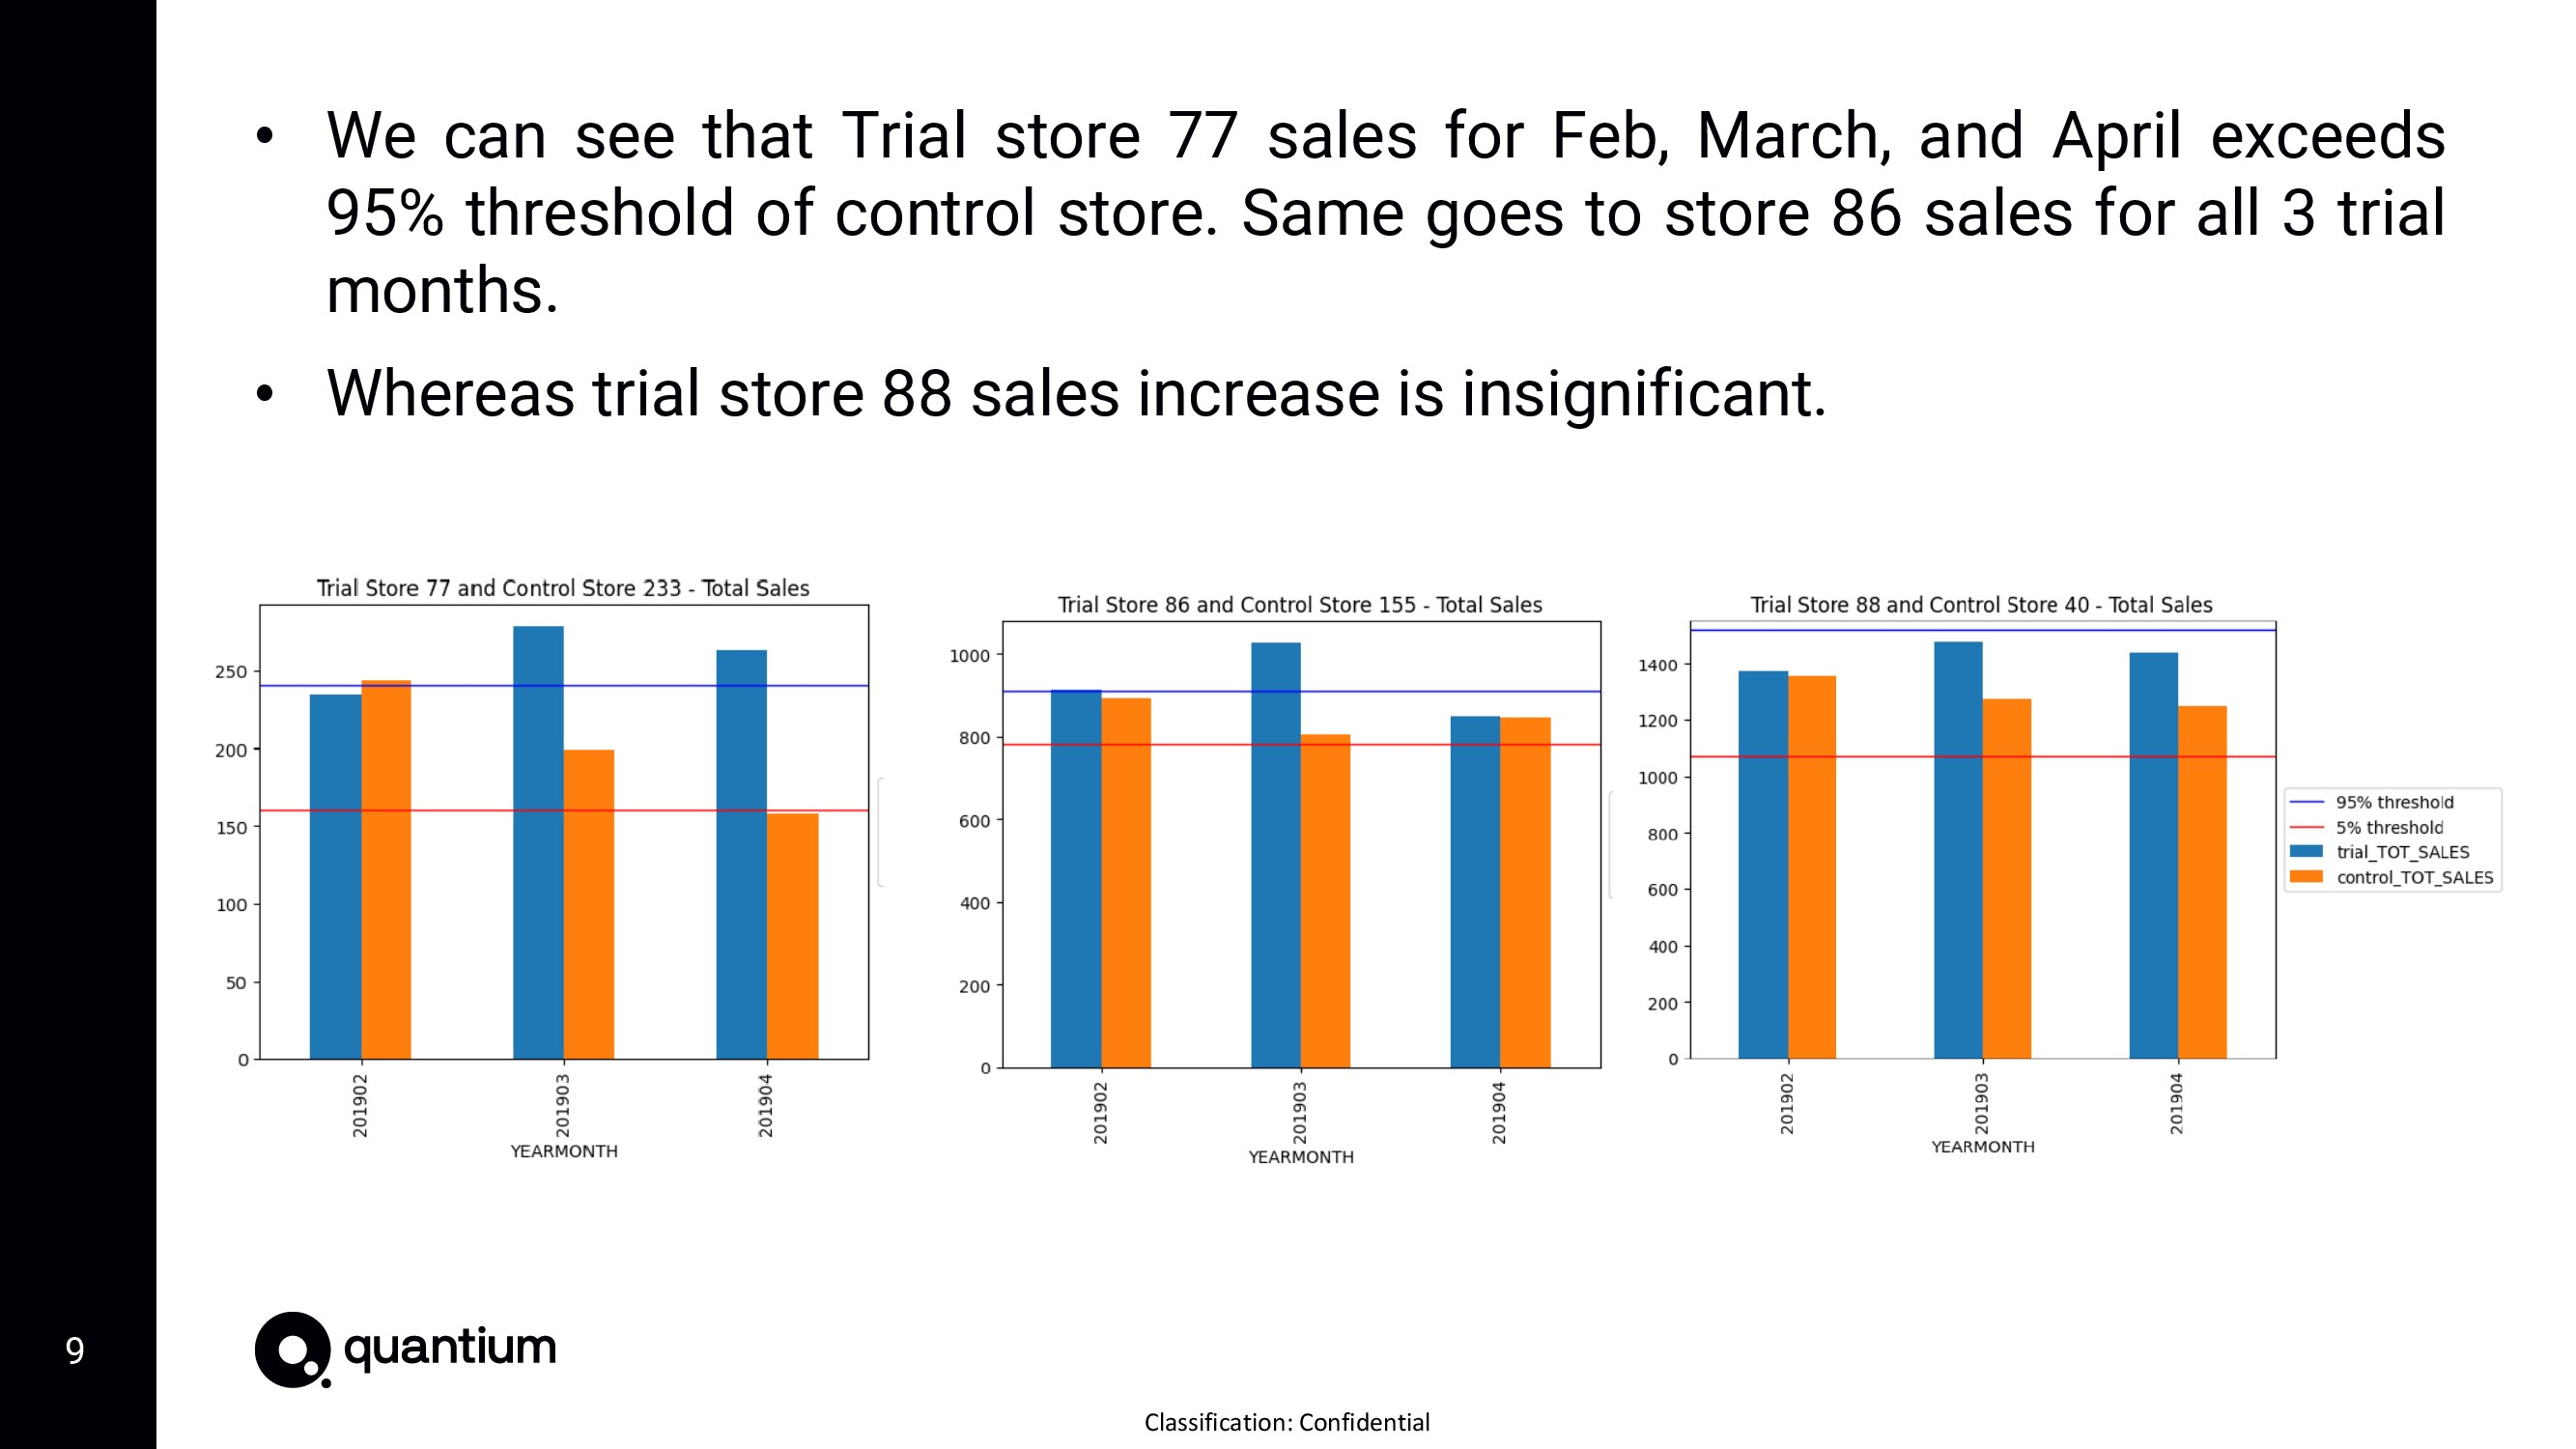 • We can see that Trial store 77 sales for Feb, March, and April exceeds
95% threshold of control store. Same goes to store 86 sales for all 3 trial
months.
• Whereas trial store 88 sales increase is insignificant.
Trial Store 77 and Control Store 233 - Total Sales
250
200
150
100
50
0
201902
201903
201904
YEARMONTH
Trial Store 86 and Control Store 155 - Total Sales
1000
800
600
400
200
0
201902
201903
201904
YEARMONTH
Trial Store 88 and Control Store 40 - Total Sales
1400
1200
1000
800
600
400
200
0
201902
201903
201904
YEARMONTH
95% threshold
5% threshold
trial_TOT_SALES
control_TOT_SALES
9
quantium
Classification: Confidential